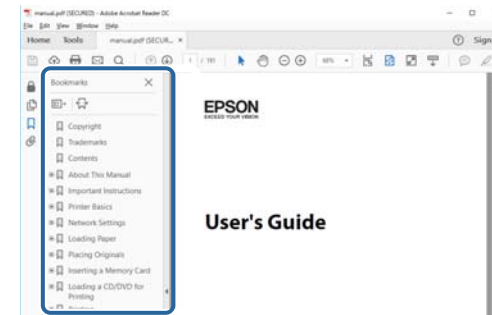 manual.pdf (SECURED) - Adobe Acrobat Reader DC
File Edit View Window Help
Home Tools manual.pdf (SECUR... ×
Sign
Bookmarks
Copyright
Trademarks
Contents
About This Manual
Important Instructions
Printer Basics
Network Settings
Loading Paper
Placing Originals
Inserting a Memory Card
Loading a CD/DVD for
Printing
EPSON
EXCEED YOUR VISION
User's Guide